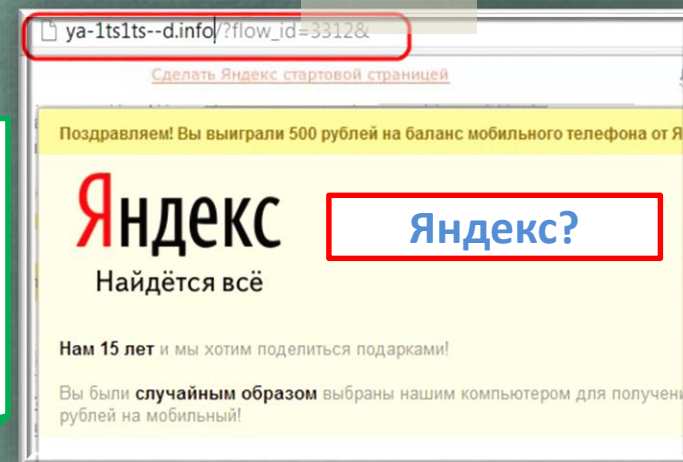 ya-1ts1ts--d.info/?flow_id=3312&
Сделать Яндекс стартовой страницей
Поздравляем! Вы выиграли 500 рублей на баланс мобильного телефона от Я
Яндекс
Яндекс?
Найдётся всё
Нам 15 лет и мы хотим поделиться подарками!
Вы были случайным образом выбраны нашим компьютером для получени
рублей на мобильный!